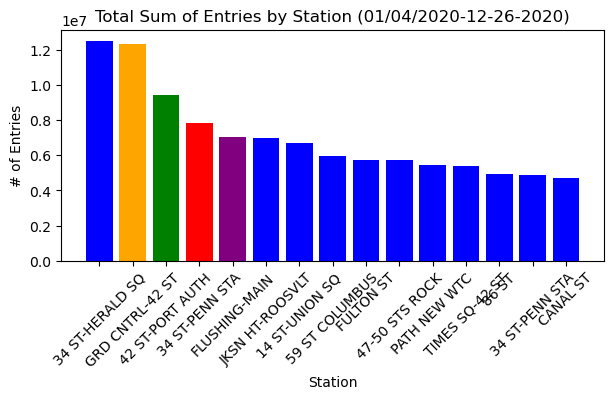 Total Sum of Entries by Station (01/04/2020-12-26-2020)
1e7
1.2
1.0
0.8
0.6
0.4
0.2
0.0
# of Entries
34 ST-HERALD SQ
GRD CNTRL-42 ST
42 ST-PORT AUTH
34 ST-PENN STA
FLUSHING-MAIN
JKSN HT-ROOSVLT
14 ST-UNION SQ
59 ST COLUMBUS
FULTON ST
47-50 STS ROCK
PATH NEW WTC
TIMES SQ-42 ST
86 ST
34 ST-PENN STA
CANAL ST
Station